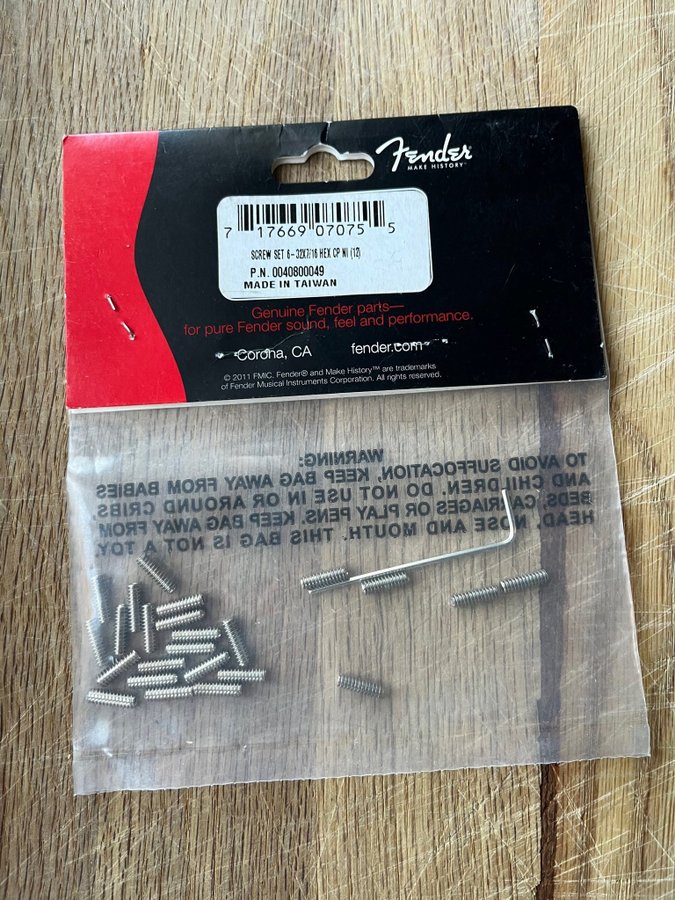 Fender
MAKE HISTORY™
7 17669 07075 5
SCREW SET 6-32X7/16 HEX CP NI (12)
P.N. 0040800049
MADE IN TAIWAN
Genuine Fender parts—
for pure Fender sound, feel and performance.
Corona, CA fender.com
© 2011 FMIC. Fender® and Make History™ are trademarks
of Fender Musical Instruments Corporation. All rights reserved.
WARNING:
TO AVOID SUFFOCATION, KEEP BAG AWAY FROM BABIES
AND CHILDREN. DO NOT USE IN OR AROUND CRIBS,
BEDS, CARRIAGES OR PLAY PENS. KEEP BAG AWAY FROM
HEAD, NOSE AND MOUTH. THIS BAG IS NOT A TOY.